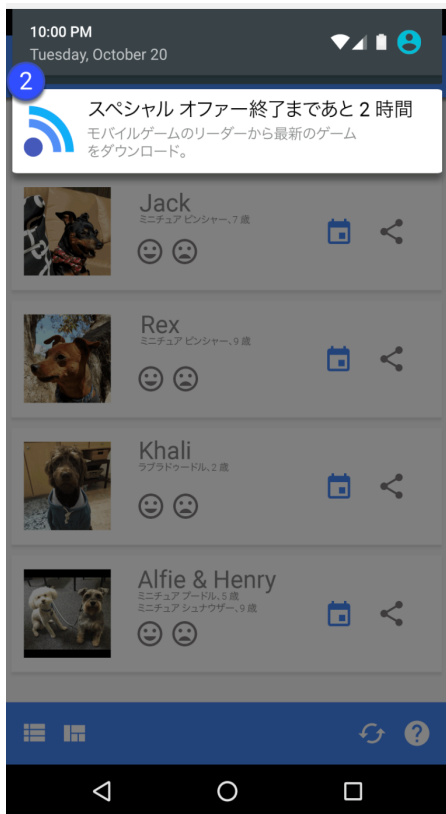 10:00 PM
Tuesday, October 20
2
スペシャル オファー終了まであと 2 時間
モバイルゲームのリーダーから最新のゲーム
をダウンロード。
Jack
ミニチュア ピンシャー、7 歳
Rex
ミニチュア ピンシャー、9 歳
Khali
ラブラドゥードル、2 歳
Alfie & Henry
ミニチュア プードル、5 歳
ミニチュア シュナウザー、9 歳